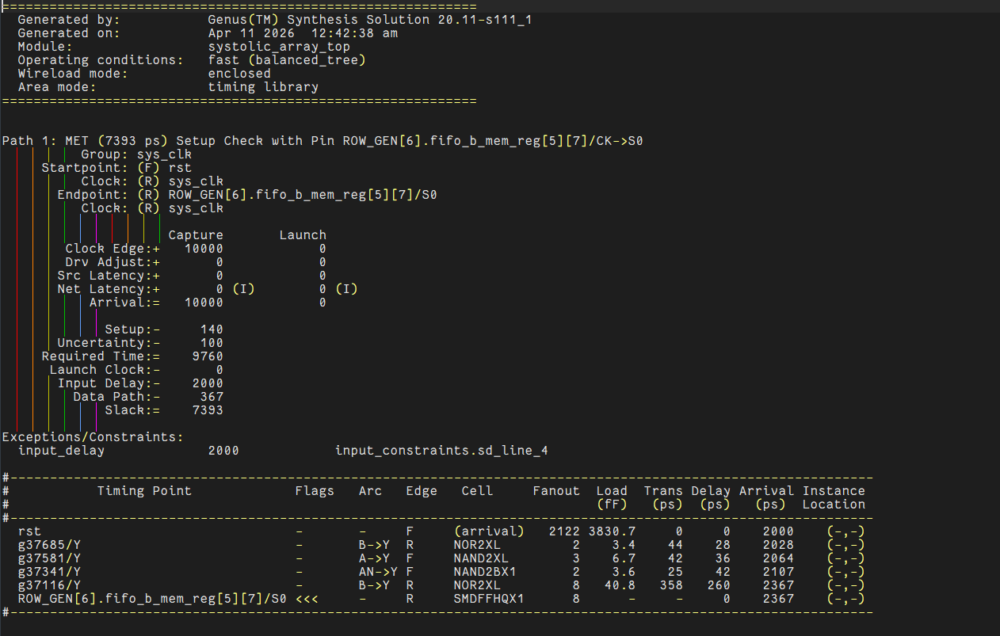 ============================================================
  Generated by:           Genus(TM) Synthesis Solution 20.11-s111_1
  Generated on:           Apr 11 2026  12:42:38 am
  Module:                 systolic_array_top
  Operating conditions:   fast (balanced_tree)
  Wireload mode:          enclosed
  Area mode:              timing library
============================================================
Path 1: MET (7393 ps) Setup Check with Pin ROW_GEN[6].fifo_b_mem_reg[5][7]/CK->S0
          Group: sys_clk
     Startpoint: (F) rst
          Clock: (R) sys_clk
       Endpoint: (R) ROW_GEN[6].fifo_b_mem_reg[5][7]/S0
          Clock: (R) sys_clk
                     Capture       Launch
        Clock Edge:+   10000            0
        Drv Adjust:+       0            0
       Src Latency:+       0            0
       Net Latency:+       0 (I)        0 (I)
           Arrival:=   10000            0
             Setup:-     140
       Uncertainty:-     100
     Required Time:=    9760
      Launch Clock:-       0
       Input Delay:-    2000
         Data Path:-     367
             Slack:=    7393
Exceptions/Constraints:
  input_delay             2000            input_constraints.sd_line_4
#-------------------------------------------------------------------------------------------------------------
#           Timing Point             Flags   Arc   Edge   Cell     Fanout  Load  Trans Delay Arrival Instance
#                                                                          (fF)   (ps)  (ps)   (ps)  Location
#-------------------------------------------------------------------------------------------------------------
  rst                                -       -     F     (arrival)   2122 3830.7     0     0    2000    (-,-)
  g37685/Y                           -       B->Y  R     NOR2XL         2    3.4    44    28    2028    (-,-)
  g37581/Y                           -       A->Y  F     NAND2XL        3    6.7    42    36    2064    (-,-)
  g37341/Y                           -       AN->Y F     NAND2BX1       2    3.6    25    42    2107    (-,-)
  g37116/Y                           -       B->Y  R     NOR2XL         8   40.8   358   260    2367    (-,-)
  ROW_GEN[6].fifo_b_mem_reg[5][7]/S0 <<<     -     R     SMDFFHQX1      8      -     -     0    2367    (-,-)
#-------------------------------------------------------------------------------------------------------------